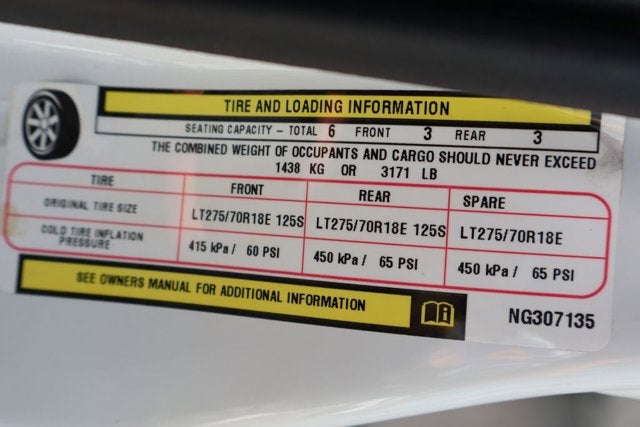 TIRE AND LOADING INFORMATION
SEATING CAPACITY - TOTAL 6 FRONT 3 REAR 3
THE COMBINED WEIGHT OF OCCUPANTS AND CARGO SHOULD NEVER EXCEED
1438 KG OR 3171 LB
TIRE FRONT REAR SPARE
ORIGINAL TIRE SIZE LT275/70R18E 125S LT275/70R18E 125S LT275/70R18E
COLD TIRE INFLATION PRESSURE 415 kPa / 60 PSI 450 kPa / 65 PSI 450 kPa / 65 PSI
SEE OWNERS MANUAL FOR ADDITIONAL INFORMATION
NG307135